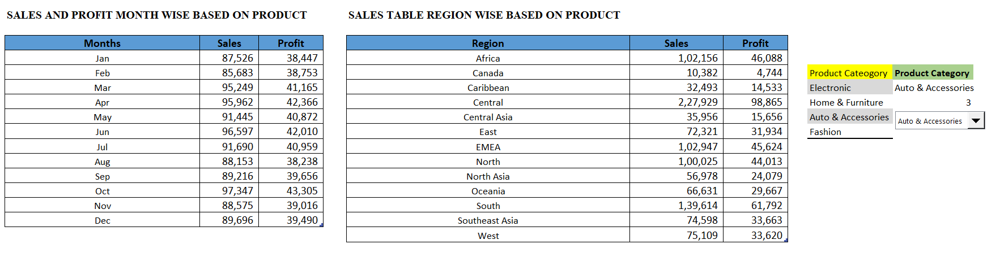 SALES AND PROFIT MONTH WISE BASED ON PRODUCT
Months Sales Profit
Jan 87,526 38,447
Feb 85,683 38,753
Mar 95,249 41,165
Apr 95,962 42,366
May 91,445 40,872
Jun 96,597 42,010
Jul 91,690 40,959
Aug 88,153 38,238
Sep 89,216 39,656
Oct 97,347 43,305
Nov 88,575 39,016
Dec 89,696 39,490
SALES TABLE REGION WISE BASED ON PRODUCT
Region Sales Profit
Africa 1,02,156 46,088
Canada 10,382 4,744
Caribbean 32,493 14,533
Central 2,27,929 98,865
Central Asia 35,956 15,656
East 72,321 31,934
EMEA 1,02,947 45,624
North 1,00,025 44,013
North Asia 56,978 24,079
Oceania 66,631 29,667
South 1,39,614 61,792
Southeast Asia 74,598 33,663
West 75,109 33,620
Product Cateogory Product Category
Electronic Auto & Accessories
Home & Furniture 3
Auto & Accessories Auto & Accessories
Fashion